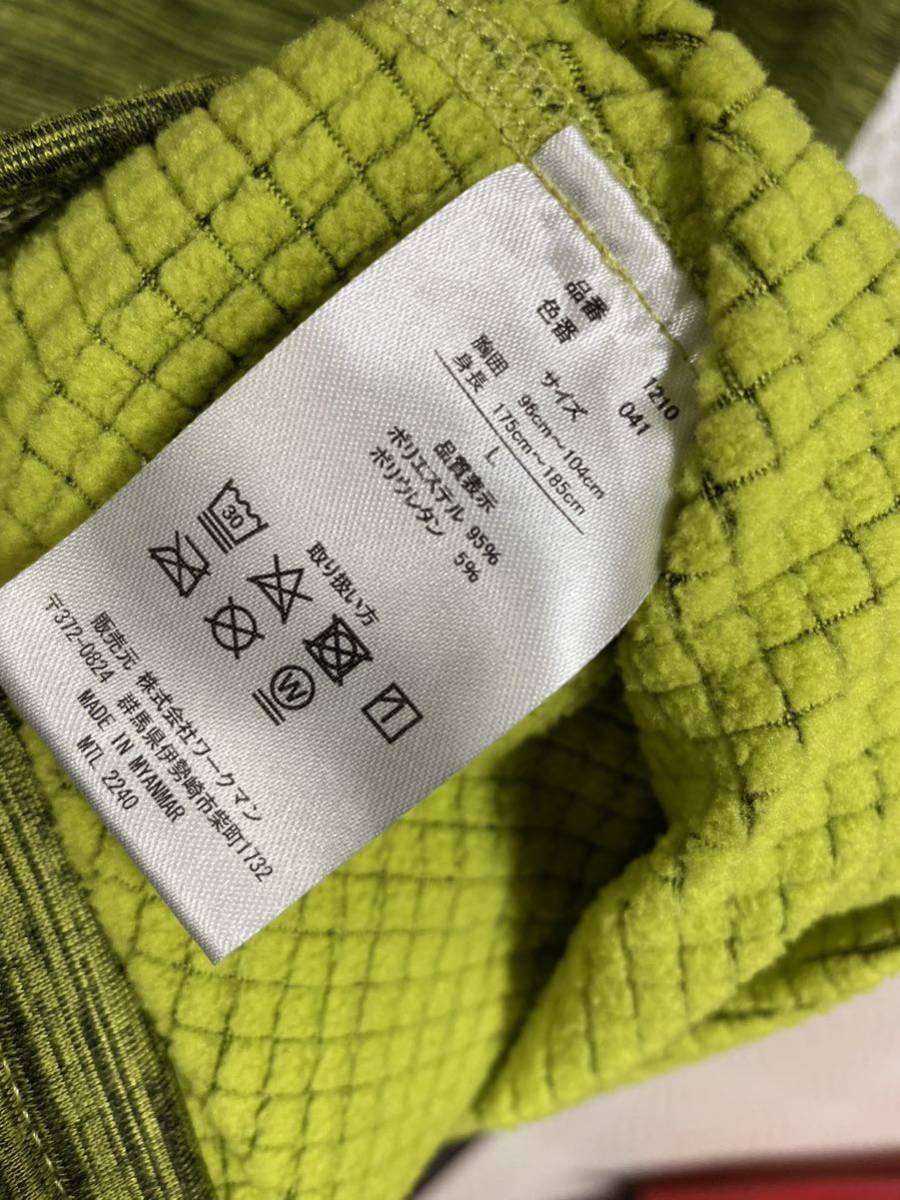 品番 1210
色番 041
サイズ L
胸囲 96cm～104cm
身長 175cm～185cm
品質表示
ポリエステル 95%
ポリウレタン 5%
取り扱い方
30
W
販売元 株式会社ワークマン
〒372-0824 群馬県伊勢崎市柴町1732
MADE IN MYANMAR
MTL 2240